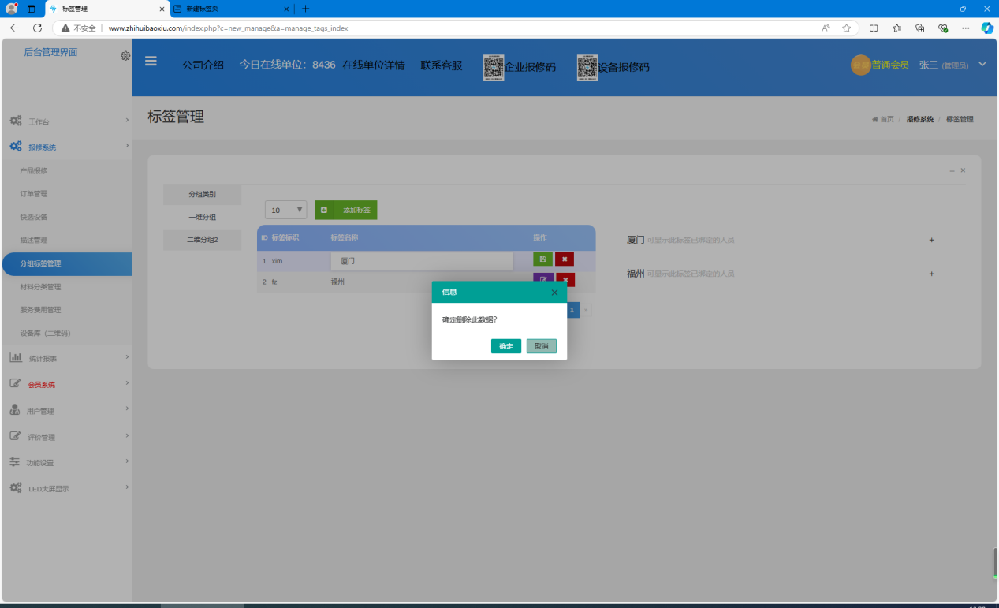 标签管理
新建标签页
不安全 www.zhihuibaoxiu.com/index.php?c=new_manage&a=manage_tags_index
后台管理界面
公司介绍 今日在线单位：8436 在线单位详情 联系客服 企业报修码 设备报修码
普通会员 张三 (管理员)
标签管理
首页 / 报修系统 / 标签管理
工作台
报修系统
产品报修
订单管理
快选设备
描述管理
分组标签管理
材料分类管理
服务费用管理
设备库（二维码）
统计报表
会员系统
用户管理
评价管理
功能设置
LED大屏显示
分组类别
一维分组
二维分组2
10 添加标签
ID 标签标识 标签名称 操作
1 xim 厦门
2 fz 福州
1 »
厦门 可显示此标签已绑定的人员 +
福州 可显示此标签已绑定的人员 +
信息
确定删除此数据?
确定 取消